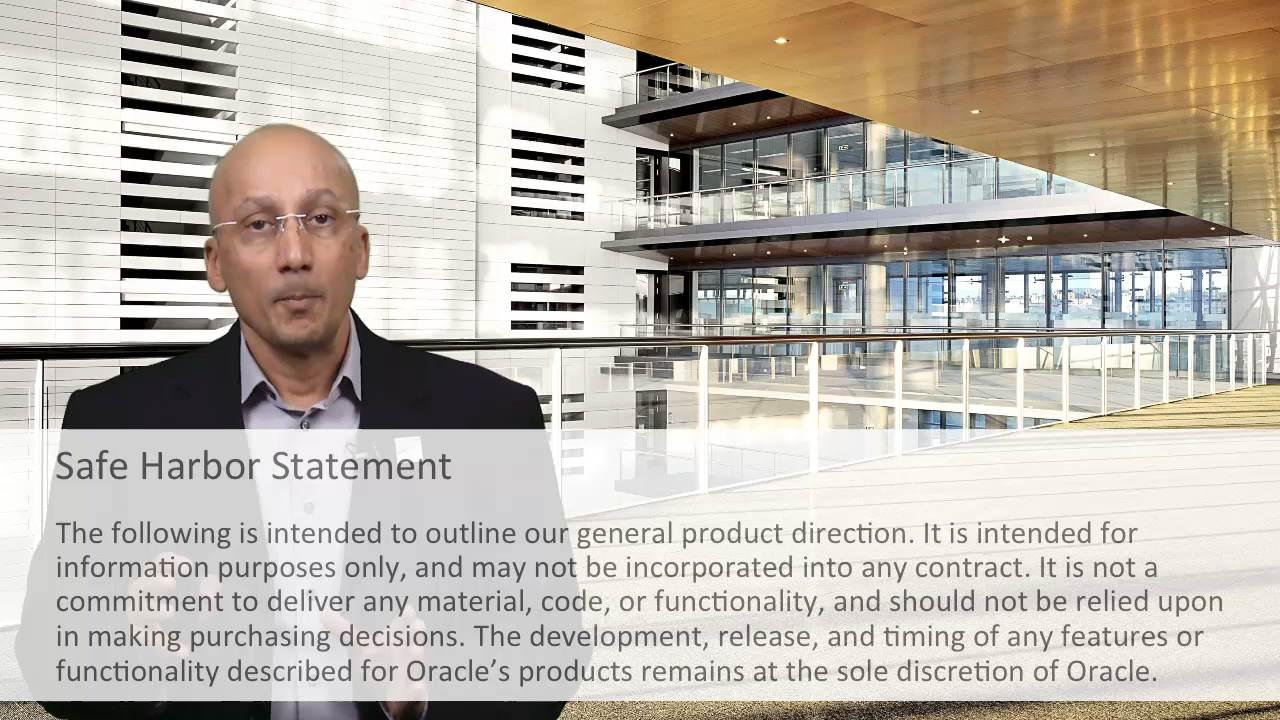 Safe Harbor Statement
The following is intended to outline our general product direction. It is intended for
information purposes only, and may not be incorporated into any contract. It is not a
commitment to deliver any material, code, or functionality, and should not be relied upon
in making purchasing decisions. The development, release, and timing of any features or
functionality described for Oracle’s products remains at the sole discretion of Oracle.